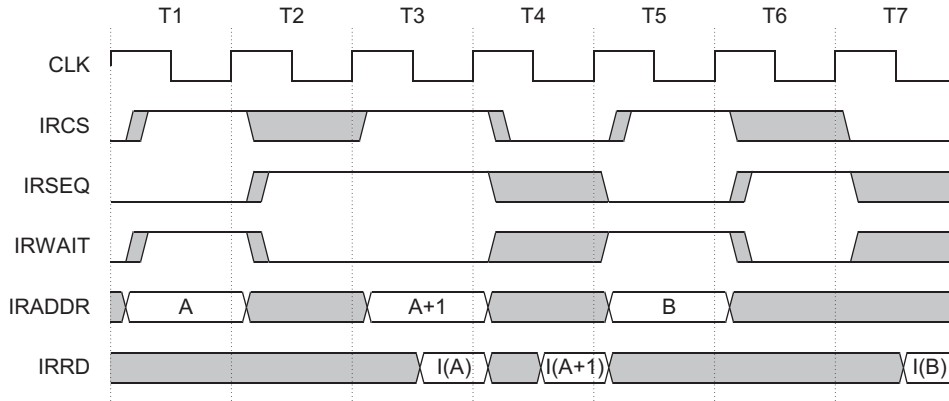 T1 T2 T3 T4 T5 T6 T7
CLK
IRCS
IRSEQ
IRWAIT
IRADDR A A+1 B
IRRD I(A) I(A+1) I(B)